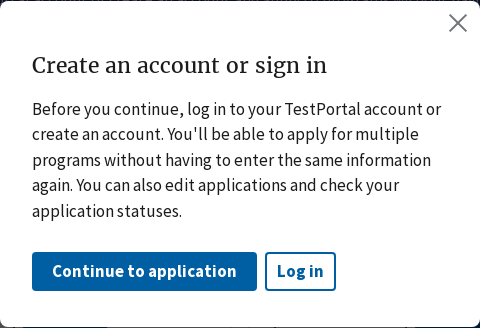 Create an account or sign in
Before you continue, log in to your TestPortal account or
create an account. You'll be able to apply for multiple
programs without having to enter the same information
again. You can also edit applications and check your
application statuses.
Continue to application
Log in